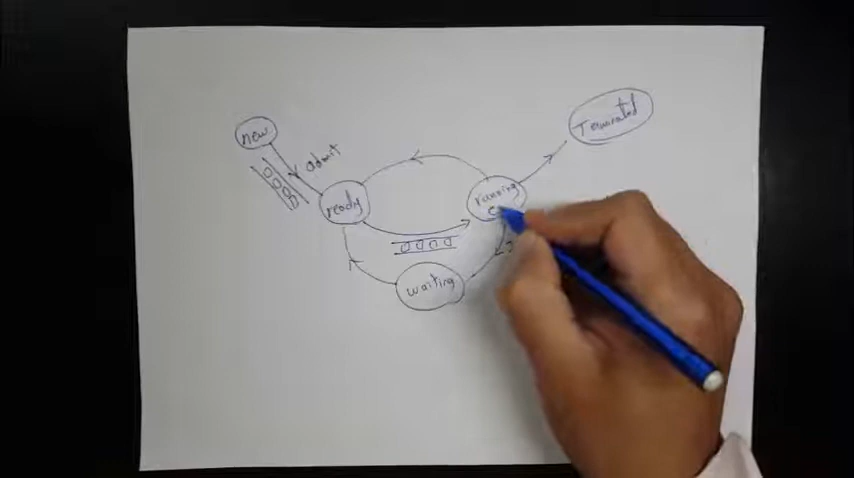 new
admit
ready
running
Terminated
waiting